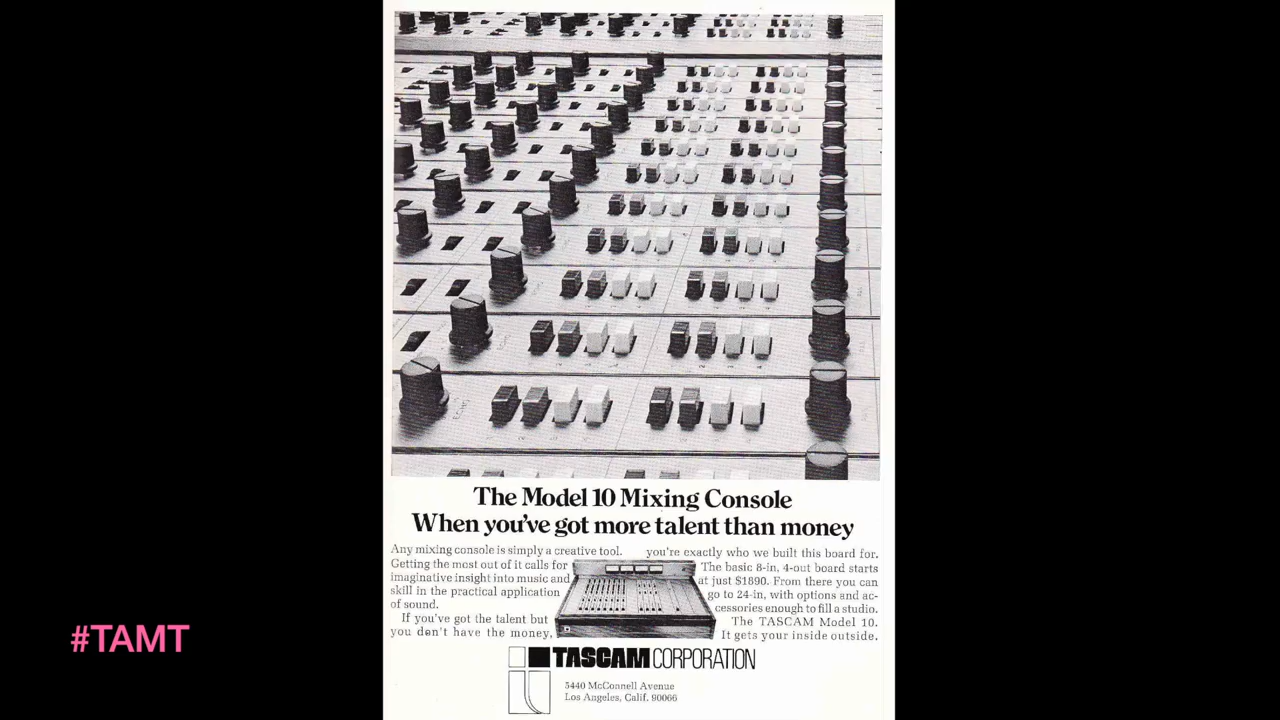 The Model 10 Mixing Console
When you've got more talent than money
Any mixing console is simply a creative tool.
Getting the most out of it calls for
imaginative insight into music and
skill in the practical application
of sound.
If you've got the talent but
you don't have the money,
you're exactly who we built this board for.
The basic 8-in, 4-out board starts
at just $1890. From there you can
go to 24-in, with options and ac-
cessories enough to fill a studio.
The TASCAM Model 10.
It gets your inside outside.
#TAMT
TASCAM CORPORATION
5440 McConnell Avenue
Los Angeles, Calif. 90066